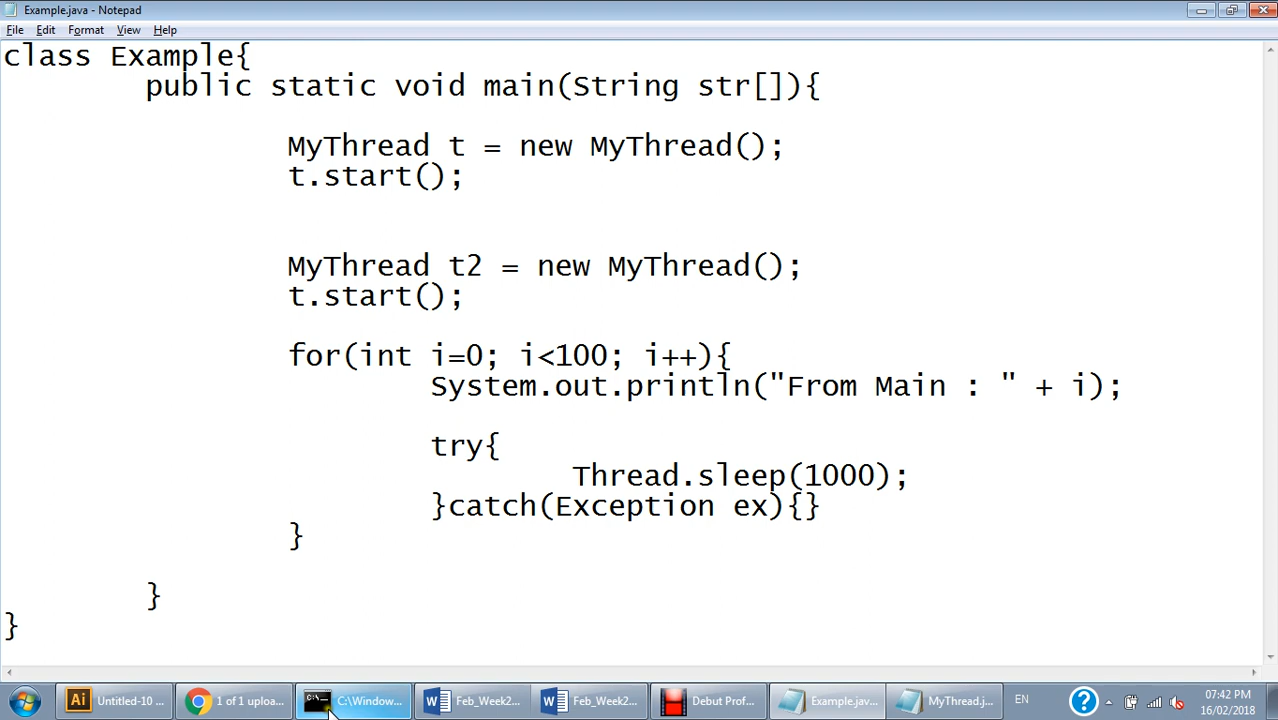 Example.java - Notepad
File Edit Format View Help
class Example{
public static void main(String str[]){
MyThread t = new MyThread();
t.start();
MyThread t2 = new MyThread();
t.start();
for(int i=0; i<100; i++){
System.out.println("From Main : " + i);
try{
Thread.sleep(1000);
}catch(Exception ex){}
}
}
}
Ai Untitled-10 ... 1 of 1 uploa... C:\Window... Feb_Week2... Feb_Week2... Debut Prof... Example.jav... MyThread.j... EN ? 07:42 PM
16/02/2018